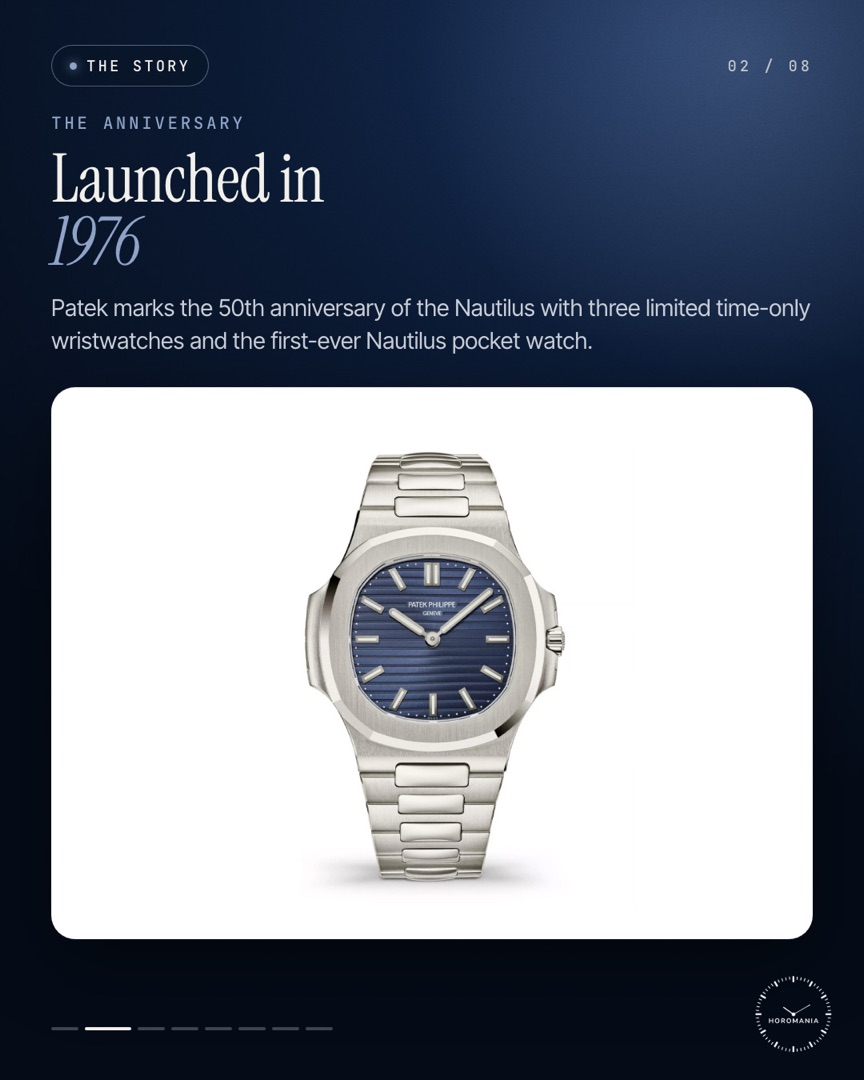 THE STORY
02 / 08
THE ANNIVERSARY
Launched in
1976
Patek marks the 50th anniversary of the Nautilus with three limited time-only
wristwatches and the first-ever Nautilus pocket watch.
PATEK PHILIPPE
GENEVE
HOROMANIA